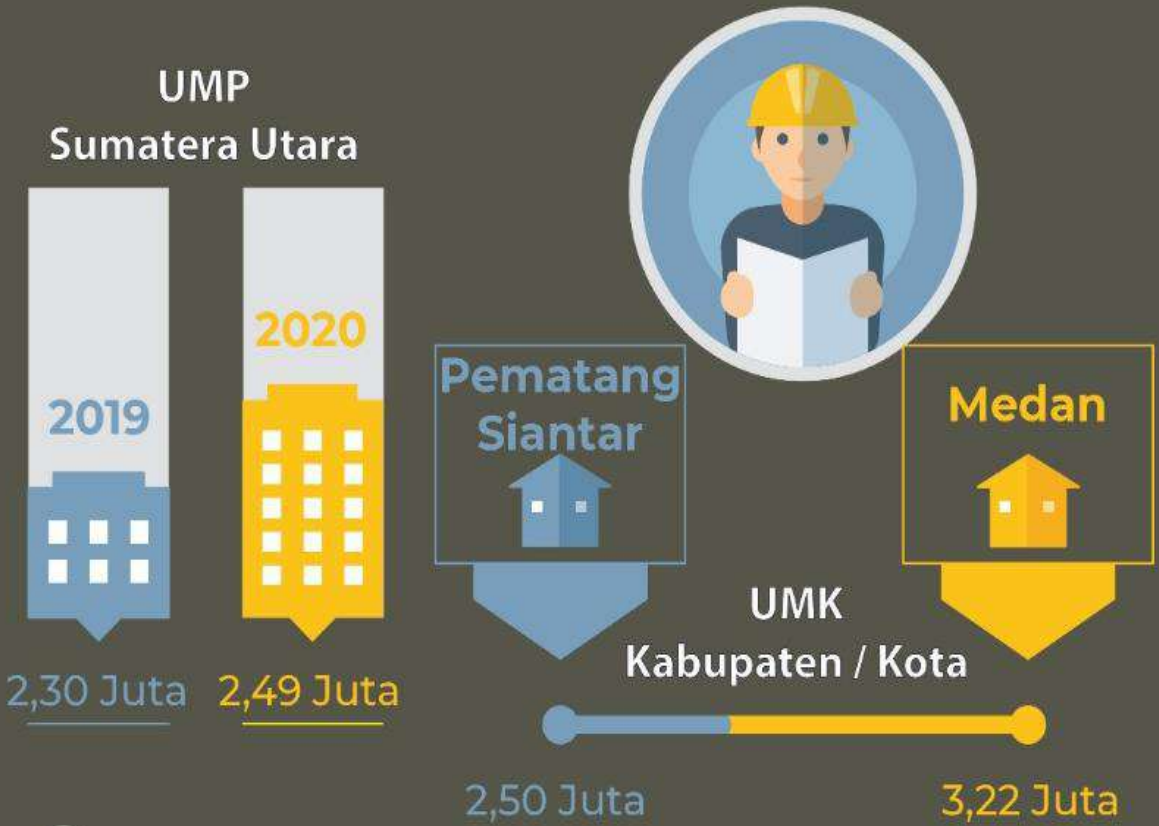 UMP
Sumatera Utara
2019
2020
2,30 Juta
2,49 Juta
Pematang
Siantar
Medan
UMK
Kabupaten / Kota
2,50 Juta
3,22 Juta